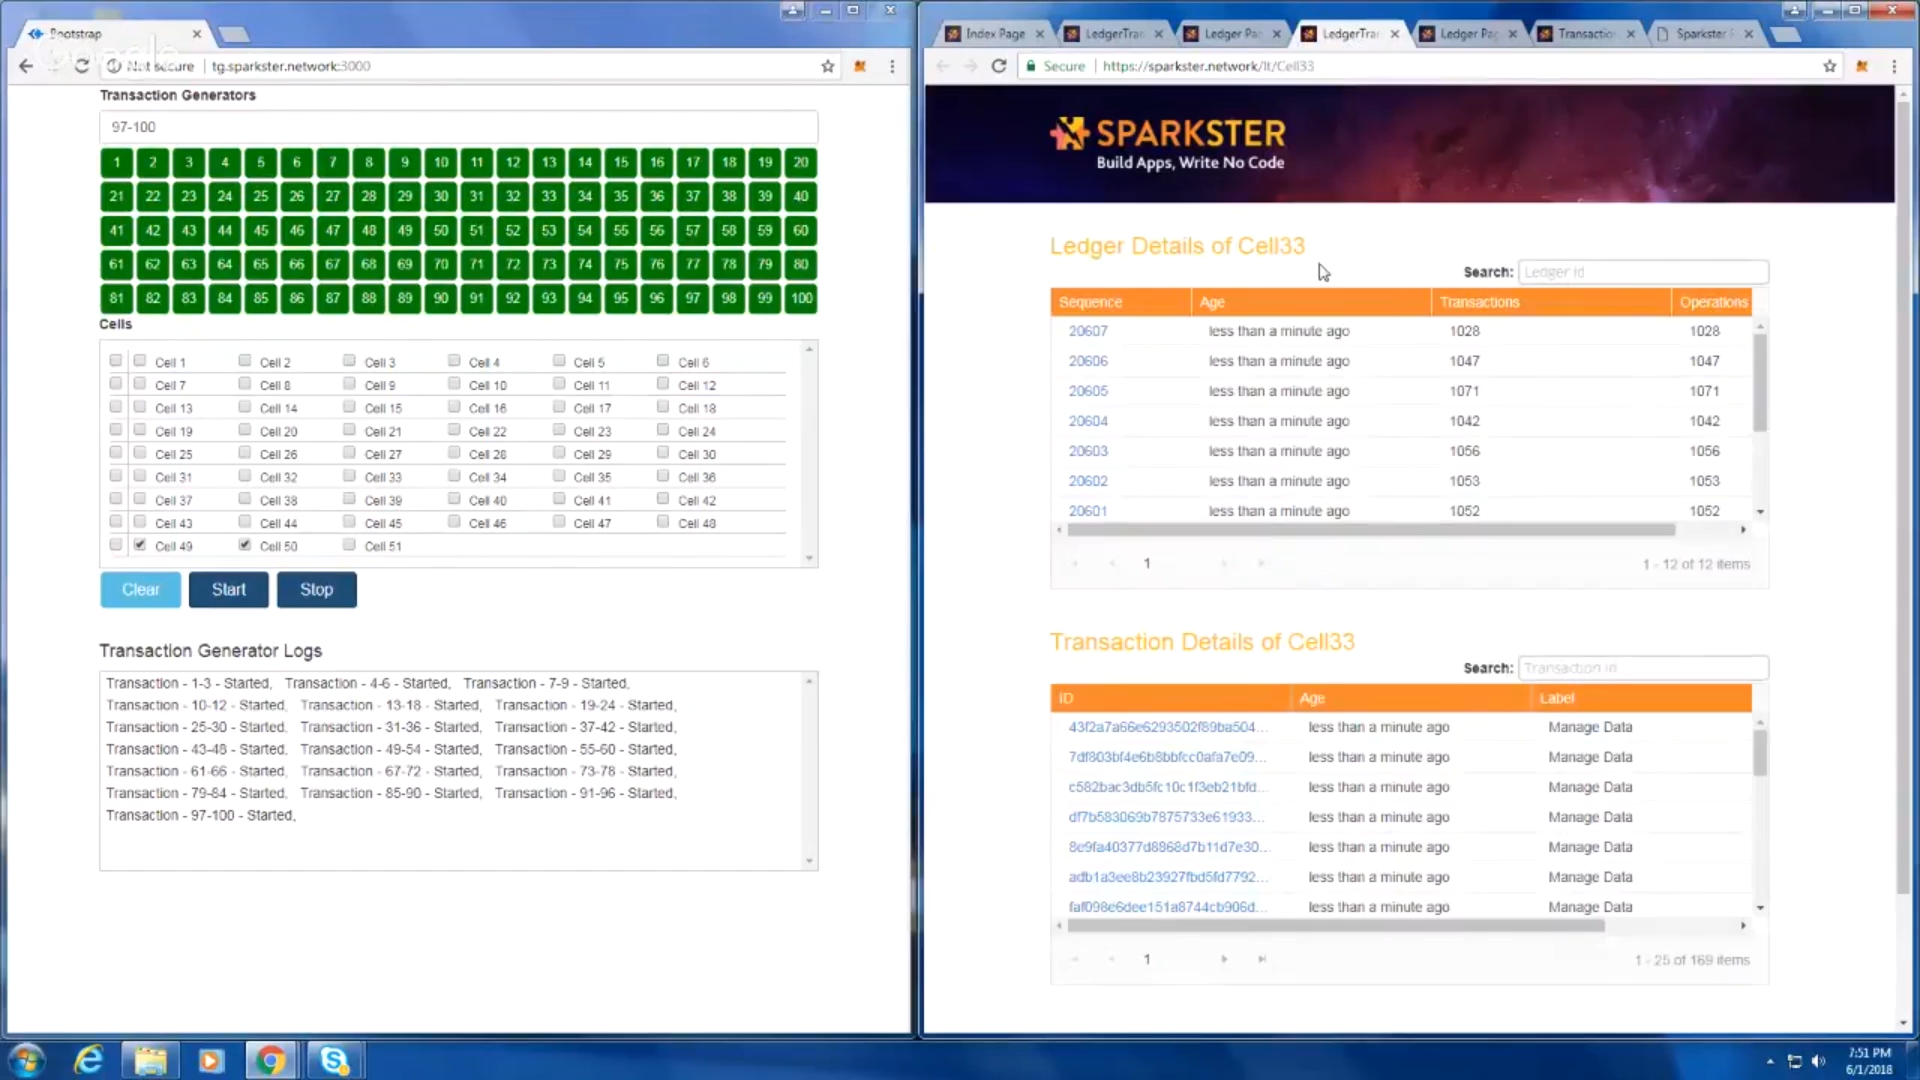 Bootstrap
Not secure | tg.sparkster.network:3000
Transaction Generators
97-100
1 2 3 4 5 6 7 8 9 10 11 12 13 14 15 16 17 18 19 20
21 22 23 24 25 26 27 28 29 30 31 32 33 34 35 36 37 38 39 40
41 42 43 44 45 46 47 48 49 50 51 52 53 54 55 56 57 58 59 60
61 62 63 64 65 66 67 68 69 70 71 72 73 74 75 76 77 78 79 80
81 82 83 84 85 86 87 88 89 90 91 92 93 94 95 96 97 98 99 100
Cells
Cell 1 Cell 2 Cell 3 Cell 4 Cell 5 Cell 6
Cell 7 Cell 8 Cell 9 Cell 10 Cell 11 Cell 12
Cell 13 Cell 14 Cell 15 Cell 16 Cell 17 Cell 18
Cell 19 Cell 20 Cell 21 Cell 22 Cell 23 Cell 24
Cell 25 Cell 26 Cell 27 Cell 28 Cell 29 Cell 30
Cell 31 Cell 32 Cell 33 Cell 34 Cell 35 Cell 36
Cell 37 Cell 38 Cell 39 Cell 40 Cell 41 Cell 42
Cell 43 Cell 44 Cell 45 Cell 46 Cell 47 Cell 48
Cell 49 Cell 50 Cell 51
Clear Start Stop
Transaction Generator Logs
Transaction - 1-3 - Started, Transaction - 4-6 - Started, Transaction - 7-9 - Started,
Transaction - 10-12 - Started, Transaction - 13-18 - Started, Transaction - 19-24 - Started,
Transaction - 25-30 - Started, Transaction - 31-36 - Started, Transaction - 37-42 - Started,
Transaction - 43-48 - Started, Transaction - 49-54 - Started, Transaction - 55-60 - Started,
Transaction - 61-66 - Started, Transaction - 67-72 - Started, Transaction - 73-78 - Started,
Transaction - 79-84 - Started, Transaction - 85-90 - Started, Transaction - 91-96 - Started,
Transaction - 97-100 - Started,
Index Page LedgerTra Ledger Pa LedgerTra Ledger Pa Transactio Sparkster
Secure | https://sparkster.network/lt/Cell33
SPARKSTER
Build Apps, Write No Code
Ledger Details of Cell33
Search: Ledger Id
Sequence Age Transactions Operations
20607 less than a minute ago 1028 1028
20606 less than a minute ago 1047 1047
20605 less than a minute ago 1071 1071
20604 less than a minute ago 1042 1042
20603 less than a minute ago 1056 1056
20602 less than a minute ago 1053 1053
20601 less than a minute ago 1052 1052
1 1 - 12 of 12 items
Transaction Details of Cell33
Search: Transaction Id
ID Age Label
43f2a7a66e6293502f89ba504... less than a minute ago Manage Data
7df803bf4e6b8bbfcc0afa7e09... less than a minute ago Manage Data
c582bac3db5fc10c1f3eb21bfd... less than a minute ago Manage Data
df7b583069b7875733e61933... less than a minute ago Manage Data
8e9fa40377d8868d7b11d7e30... less than a minute ago Manage Data
adb1a3ee8b23927fbd5fd7792... less than a minute ago Manage Data
faf098e6dee151a8744cb906d... less than a minute ago Manage Data
1 1 - 25 of 169 items
7:51 PM
6/1/2018